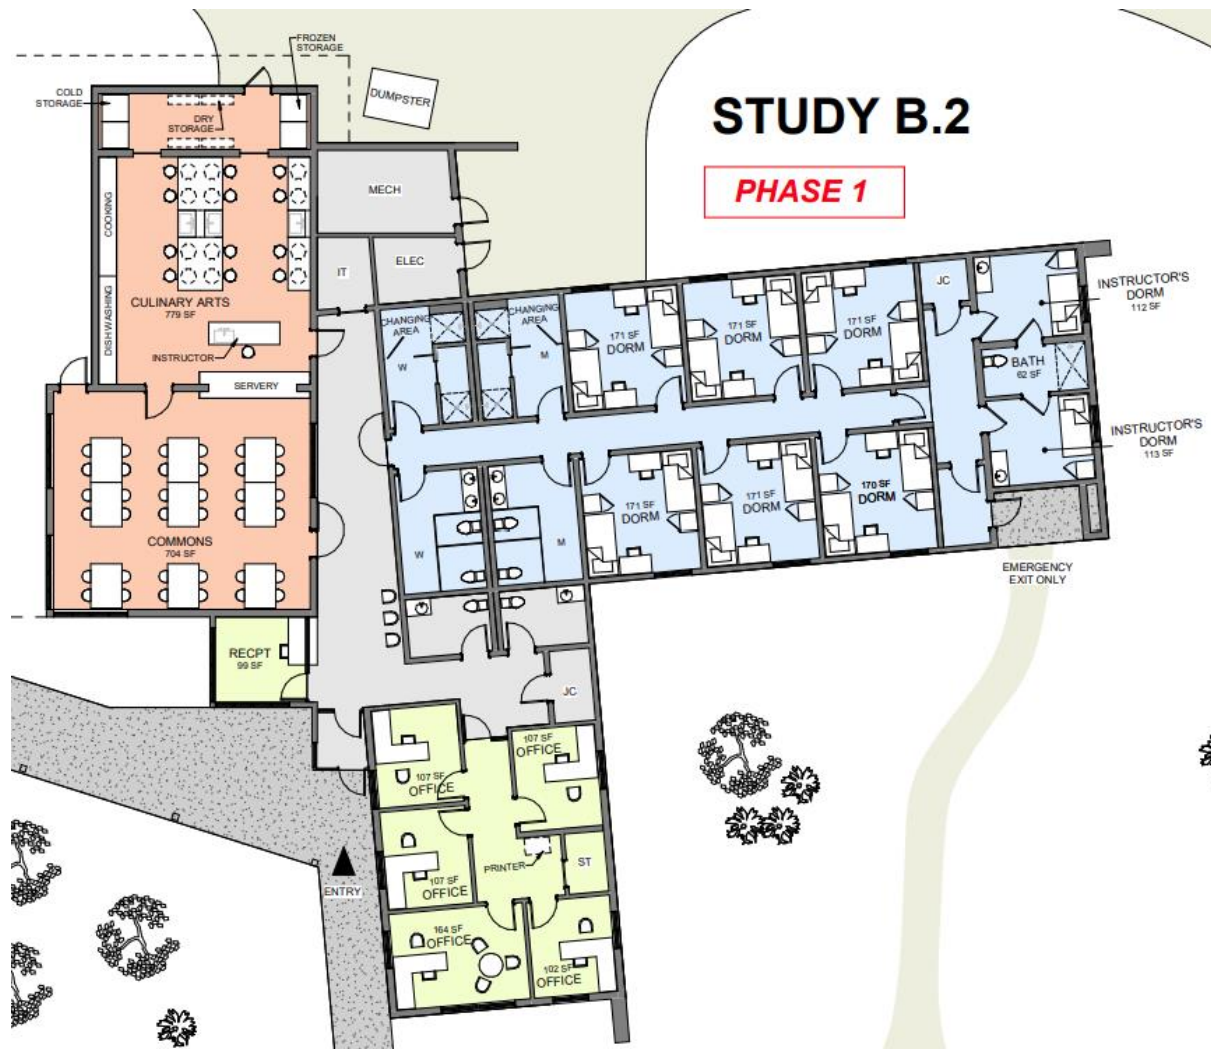 FROZEN
STORAGE
COLD
STORAGE
DRY
STORAGE
DUMPSTER
STUDY B.2
PHASE 1
COOKING
MECH
IT
ELEC
CULINARY ARTS
779 SF
DISHWASHING
INSTRUCTOR
SERVERY
CHANGING
AREA
W
CHANGING
AREA
M
171 SF
DORM
171 SF
DORM
171 SF
DORM
JC
INSTRUCTOR'S
DORM
112 SF
BATH
62 SF
INSTRUCTOR'S
DORM
113 SF
COMMONS
704 SF
W
M
171 SF
DORM
171 SF
DORM
170 SF
DORM
EMERGENCY
EXIT ONLY
RECPT
99 SF
JC
107 SF
OFFICE
107 SF
OFFICE
107 SF
OFFICE
PRINTER
ST
ENTRY
164 SF
OFFICE
102 SF
OFFICE